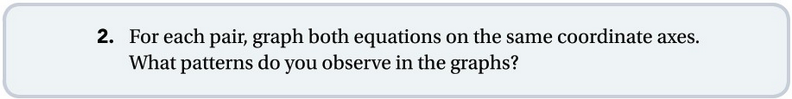 2. For each pair, graph both equations on the same coordinate axes.
What patterns do you observe in the graphs?